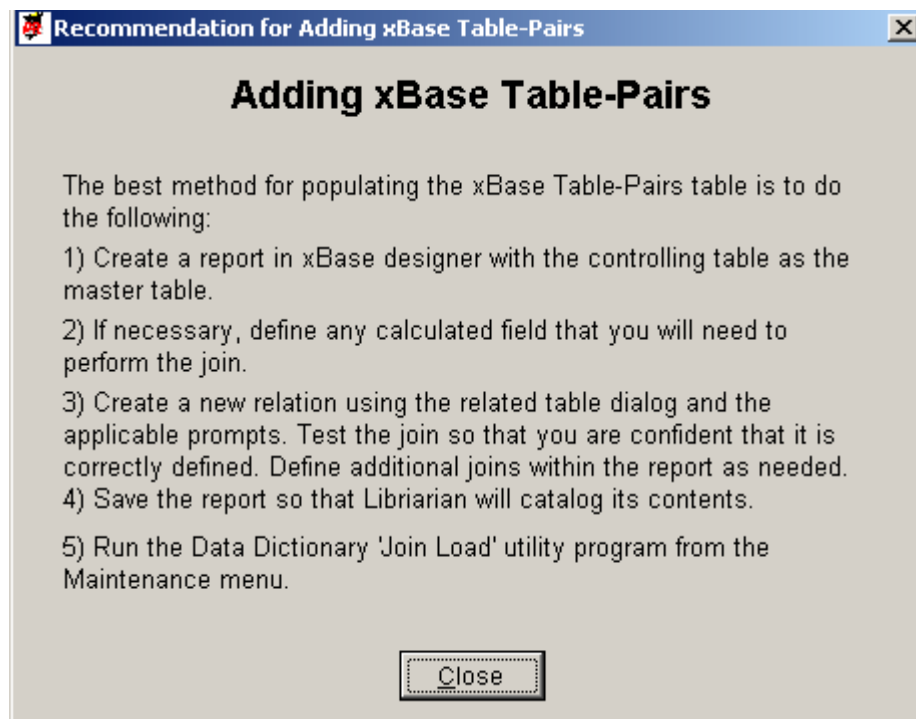 Recommendation for Adding xBase Table-Pairs
Adding xBase Table-Pairs
The best method for populating the xBase Table-Pairs table is to do
the following:
1) Create a report in xBase designer with the controlling table as the
master table.
2) If necessary, define any calculated field that you will need to
perform the join.
3) Create a new relation using the related table dialog and the
applicable prompts. Test the join so that you are confident that it is
correctly defined. Define additional joins within the report as needed.
4) Save the report so that Libriarian will catalog its contents.
5) Run the Data Dictionary 'Join Load' utility program from the
Maintenance menu.
Close